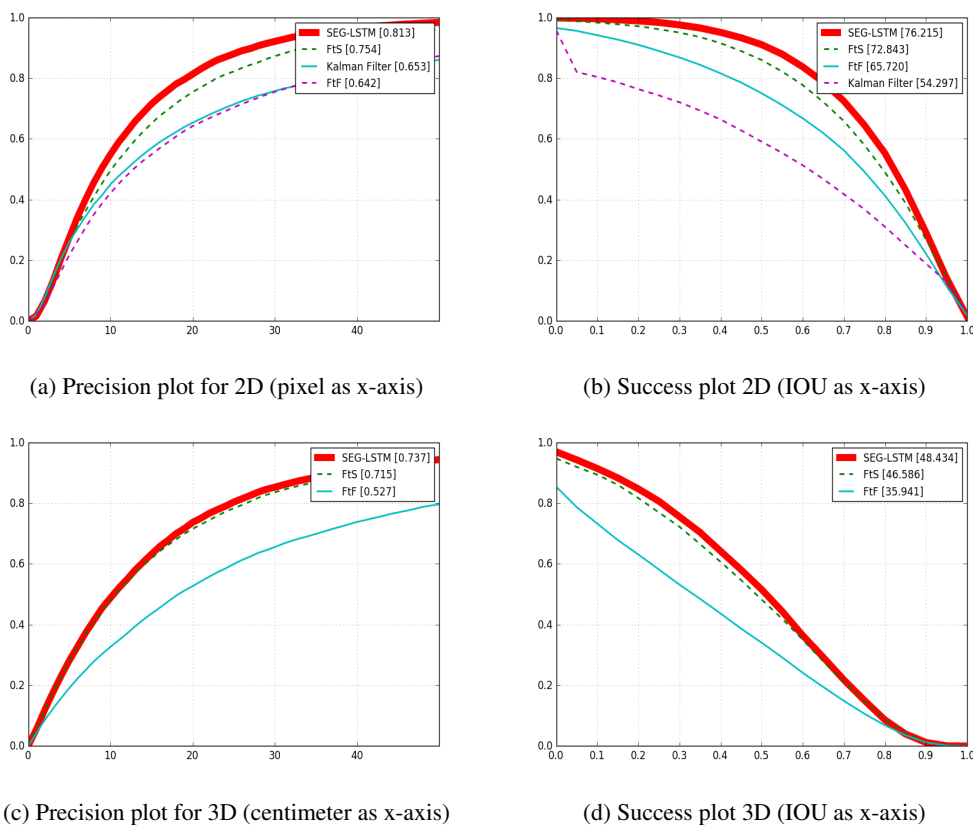 1.0
0.8
0.6
0.4
0.2
0.0
0 10 20 30 40
SEG-LSTM [0.813]
FtS [0.754]
Kalman Filter [0.653]
FtF [0.642]
(a) Precision plot for 2D (pixel as x-axis)
1.0
0.8
0.6
0.4
0.2
0.0
0.0 0.1 0.2 0.3 0.4 0.5 0.6 0.7 0.8 0.9 1.0
SEG-LSTM [76.215]
FtS [72.843]
FtF [65.720]
Kalman Filter [54.297]
(b) Success plot 2D (IOU as x-axis)
1.0
0.8
0.6
0.4
0.2
0.0
0 10 20 30 40
SEG-LSTM [0.737]
FtS [0.715]
FtF [0.527]
(c) Precision plot for 3D (centimeter as x-axis)
1.0
0.8
0.6
0.4
0.2
0.0
0.0 0.1 0.2 0.3 0.4 0.5 0.6 0.7 0.8 0.9 1.0
SEG-LSTM [48.434]
FtS [46.586]
FtF [35.941]
(d) Success plot 3D (IOU as x-axis)